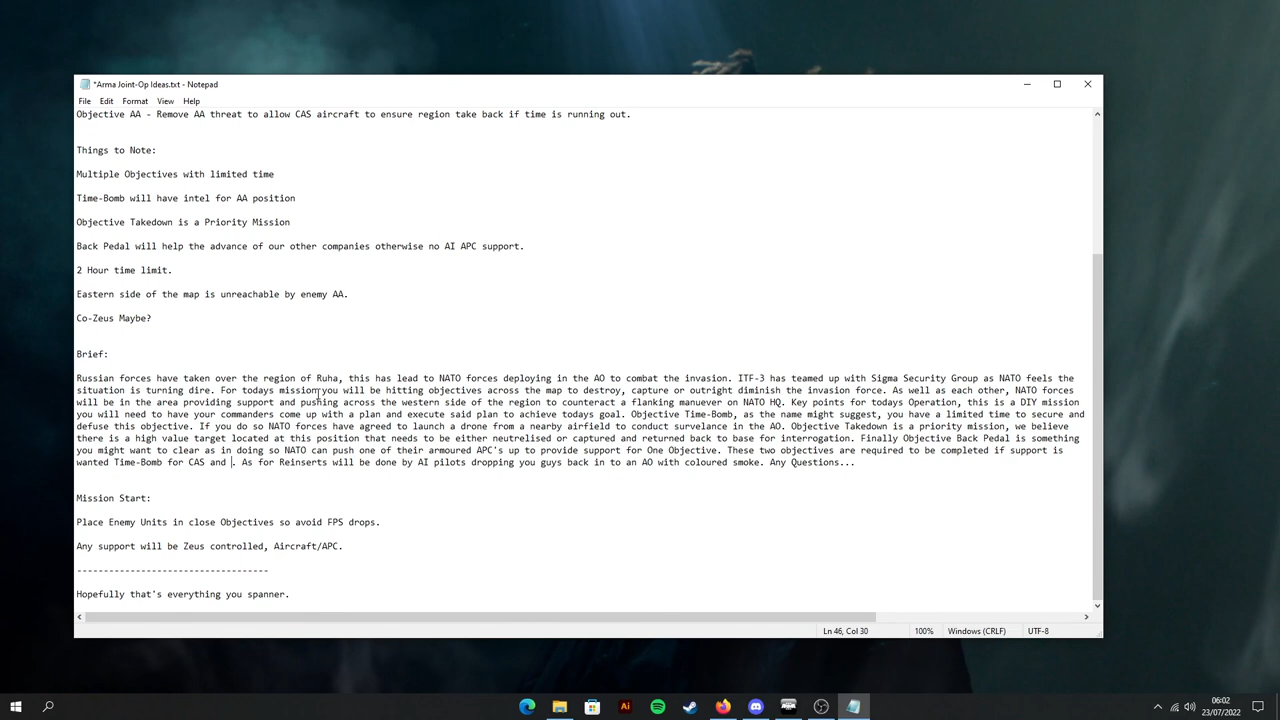 *Arma Joint-Op Ideas.txt - Notepad
File Edit Format View Help
Objective AA - Remove AA threat to allow CAS aircraft to ensure region take back if time is running out.
Things to Note:
Multiple Objectives with limited time
Time-Bomb will have intel for AA position
Objective Takedown is a Priority Mission
Back Pedal will help the advance of our other companies otherwise no AI APC support.
2 Hour time limit.
Eastern side of the map is unreachable by enemy AA.
Co-Zeus Maybe?
Brief:
Russian forces have taken over the region of Ruha, this has lead to NATO forces deploying in the AO to combat the invasion. ITF-3 has teamed up with Sigma Security Group as NATO feels the
situation is turning dire. For todays mission you will be hitting objectives across the map to destroy, capture or outright diminish the invasion force. As well as each other, NATO forces
will be in the area providing support and pushing across the western side of the region to counteract a flanking manuever on NATO HQ. Key points for todays Operation, this is a DIY mission
you will need to have your commanders come up with a plan and execute said plan to achieve todays goal. Objective Time-Bomb, as the name might suggest, you have a limited time to secure and
defuse this objective. If you do so NATO forces have agreed to launch a drone from a nearby airfield to conduct survelance in the AO. Objective Takedown is a priority mission, we believe
there is a high value target located at this position that needs to be either neutrelised or captured and returned back to base for interrogation. Finally Objective Back Pedal is something
you might want to clear as in doing so NATO can push one of their armoured APC's up to provide support for One Objective. These two objectives are required to be completed if support is
wanted Time-Bomb for CAS and . As for Reinserts will be done by AI pilots dropping you guys back in to an AO with coloured smoke. Any Questions...
Mission Start:
Place Enemy Units in close Objectives so avoid FPS drops.
Any support will be Zeus controlled, Aircraft/APC.
------------------------------------
Hopefully that's everything you spanner.
Ln 46, Col 30 100% Windows (CRLF) UTF-8
Ai
06:02
23/07/2022